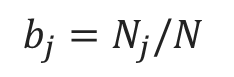 b_j = N_j/N